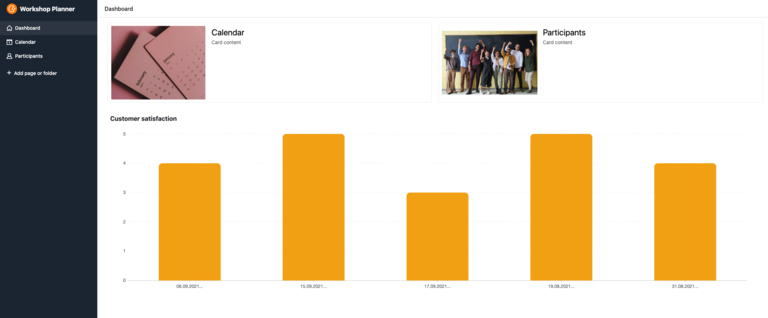 Workshop Planner
Dashboard
Calendar
Participants
+ Add page or folder
Dashboard
Calendar
Card content
Participants
Card content
Customer satisfaction
5
4
3
2
1
0
06.09.2021...
15.09.2021...
17.09.2021...
19.08.2021...
31.08.2021...